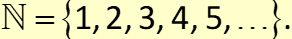 ℕ = {1, 2, 3, 4, 5, …}.